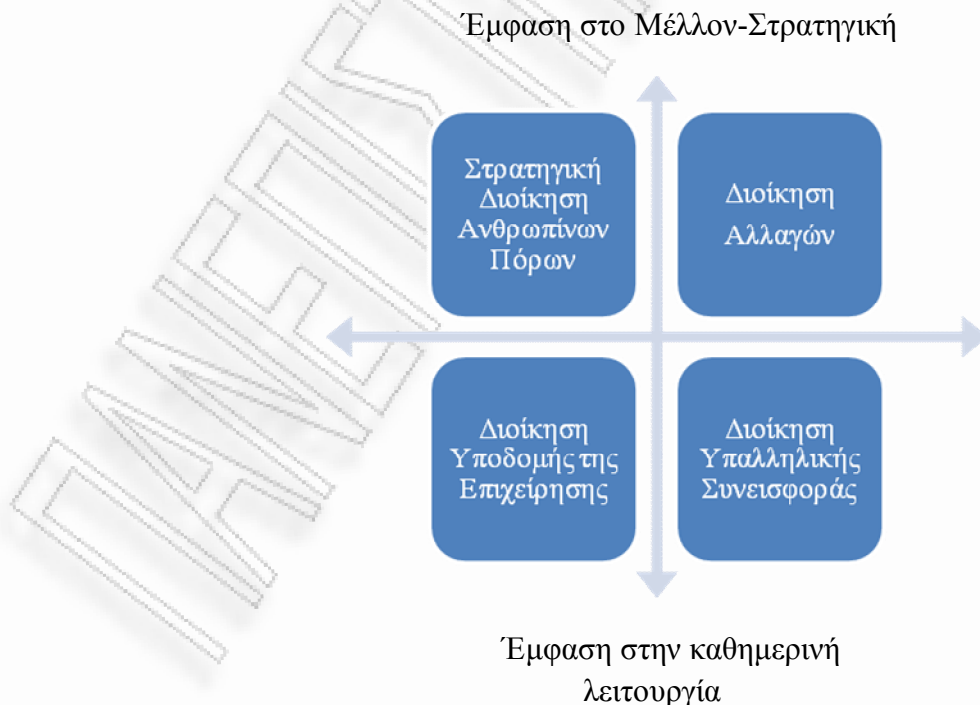 Έμφαση στο Μέλλον-Στρατηγική
Στρατηγική
Διοίκηση
Ανθρωπίνων
Πόρων
Διοίκηση
Αλλαγών
Διοίκηση
Υποδομής της
Επιχείρησης
Διοίκηση
Υπαλληλικής
Συνεισφοράς
Έμφαση στην καθημερινή
λειτουργία